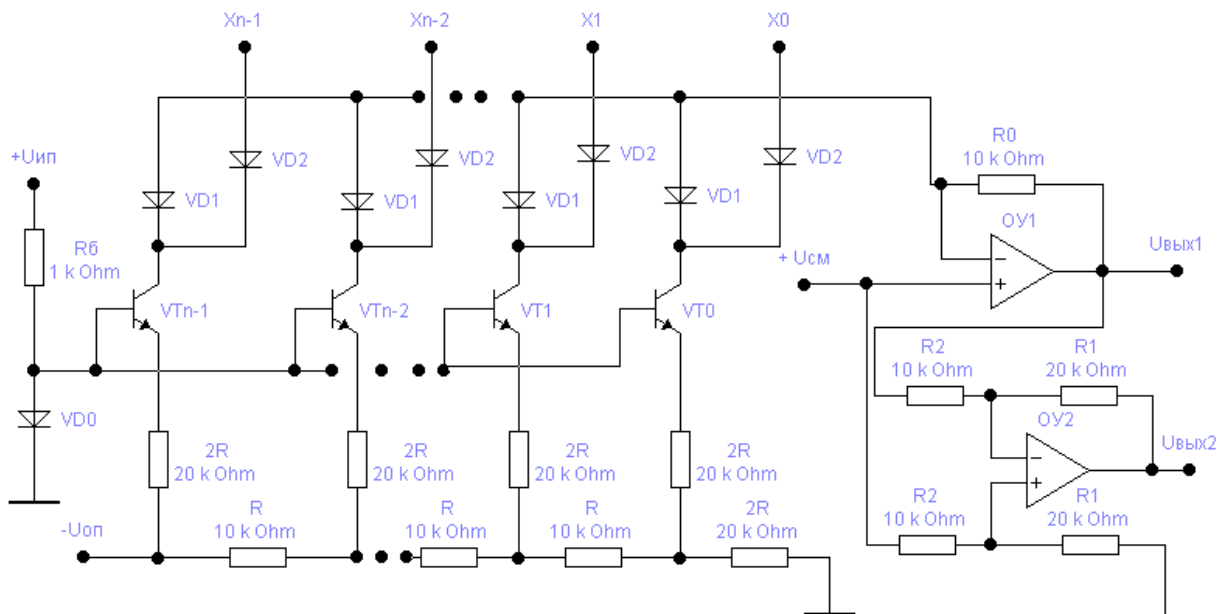 Xn-1 Xn-2 X1 X0
+Uип
VD2 VD2 VD2 VD2
VD1 VD1 VD1 VD1
R0
10 k Ohm
Rб
1 k Ohm
ОУ1
+ Uсм
Uвых1
VTn-1 VTn-2 VT1 VT0
VD0
R2
10 k Ohm
R1
20 k Ohm
ОУ2
Uвых2
2R
20 k Ohm
2R
20 k Ohm
2R
20 k Ohm
2R
20 k Ohm
R2
10 k Ohm
R1
20 k Ohm
-Uоп
R
10 k Ohm
R
10 k Ohm
R
10 k Ohm
2R
20 k Ohm